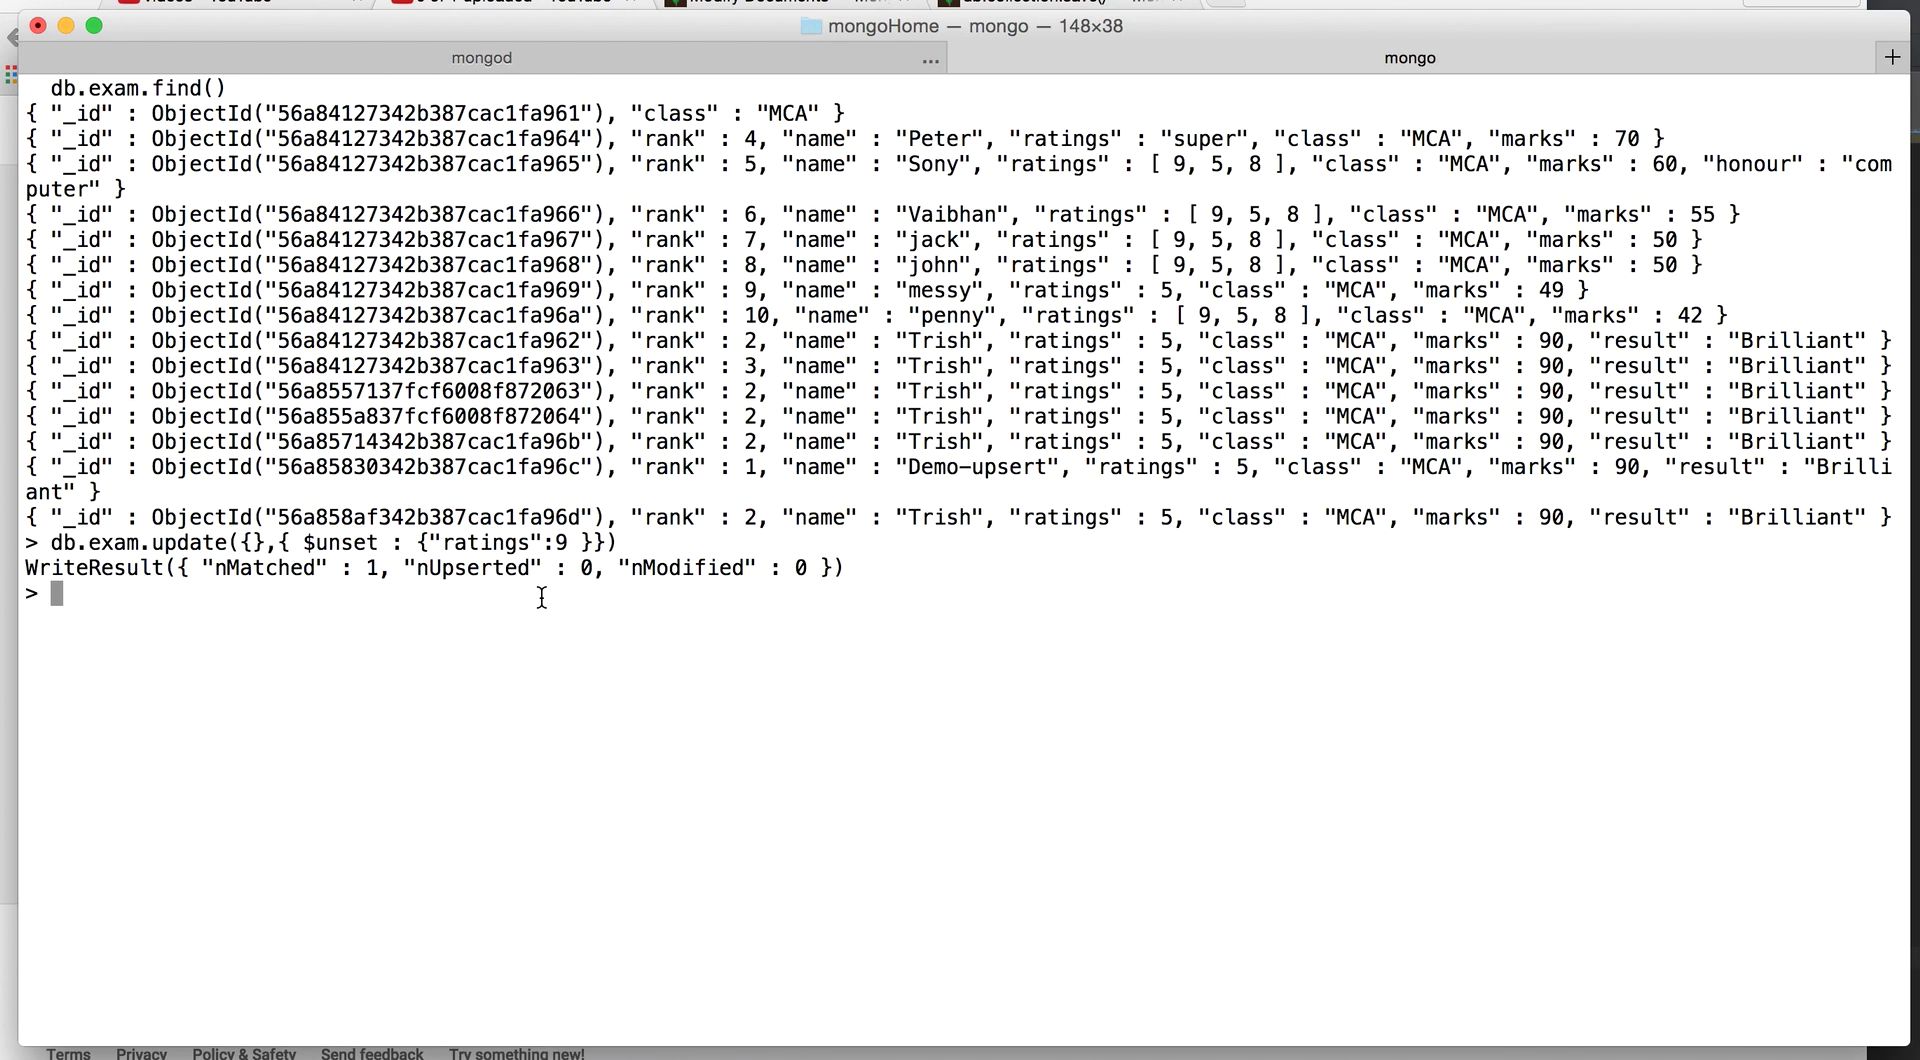 mongoHome — mongo — 148×38
mongod
...
mongo
+
db.exam.find()
{ "_id" : ObjectId("56a84127342b387cac1fa961"), "class" : "MCA" }
{ "_id" : ObjectId("56a84127342b387cac1fa964"), "rank" : 4, "name" : "Peter", "ratings" : "super", "class" : "MCA", "marks" : 70 }
{ "_id" : ObjectId("56a84127342b387cac1fa965"), "rank" : 5, "name" : "Sony", "ratings" : [ 9, 5, 8 ], "class" : "MCA", "marks" : 60, "honour" : "com
puter" }
{ "_id" : ObjectId("56a84127342b387cac1fa966"), "rank" : 6, "name" : "Vaibhan", "ratings" : [ 9, 5, 8 ], "class" : "MCA", "marks" : 55 }
{ "_id" : ObjectId("56a84127342b387cac1fa967"), "rank" : 7, "name" : "jack", "ratings" : [ 9, 5, 8 ], "class" : "MCA", "marks" : 50 }
{ "_id" : ObjectId("56a84127342b387cac1fa968"), "rank" : 8, "name" : "john", "ratings" : [ 9, 5, 8 ], "class" : "MCA", "marks" : 50 }
{ "_id" : ObjectId("56a84127342b387cac1fa969"), "rank" : 9, "name" : "messy", "ratings" : 5, "class" : "MCA", "marks" : 49 }
{ "_id" : ObjectId("56a84127342b387cac1fa96a"), "rank" : 10, "name" : "penny", "ratings" : [ 9, 5, 8 ], "class" : "MCA", "marks" : 42 }
{ "_id" : ObjectId("56a84127342b387cac1fa962"), "rank" : 2, "name" : "Trish", "ratings" : 5, "class" : "MCA", "marks" : 90, "result" : "Brilliant" }
{ "_id" : ObjectId("56a84127342b387cac1fa963"), "rank" : 3, "name" : "Trish", "ratings" : 5, "class" : "MCA", "marks" : 90, "result" : "Brilliant" }
{ "_id" : ObjectId("56a8557137fcf6008f872063"), "rank" : 2, "name" : "Trish", "ratings" : 5, "class" : "MCA", "marks" : 90, "result" : "Brilliant" }
{ "_id" : ObjectId("56a855a837fcf6008f872064"), "rank" : 2, "name" : "Trish", "ratings" : 5, "class" : "MCA", "marks" : 90, "result" : "Brilliant" }
{ "_id" : ObjectId("56a85714342b387cac1fa96b"), "rank" : 2, "name" : "Trish", "ratings" : 5, "class" : "MCA", "marks" : 90, "result" : "Brilliant" }
{ "_id" : ObjectId("56a85830342b387cac1fa96c"), "rank" : 1, "name" : "Demo-upsert", "ratings" : 5, "class" : "MCA", "marks" : 90, "result" : "Brilli
ant" }
{ "_id" : ObjectId("56a858af342b387cac1fa96d"), "rank" : 2, "name" : "Trish", "ratings" : 5, "class" : "MCA", "marks" : 90, "result" : "Brilliant" }
> db.exam.update({},{ $unset : {"ratings":9 }})
WriteResult({ "nMatched" : 1, "nUpserted" : 0, "nModified" : 0 })
>
Terms Privacy Policy & Safety Send feedback Try something new!